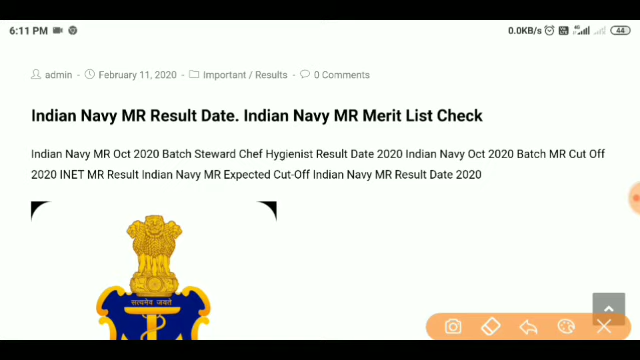 6:11 PM
0.0KB/s 4G 44
admin - February 11, 2020 - Important / Results - 0 Comments
Indian Navy MR Result Date. Indian Navy MR Merit List Check
Indian Navy MR Oct 2020 Batch Steward Chef Hygienist Result Date 2020 Indian Navy Oct 2020 Batch MR Cut Off
2020 INET MR Result Indian Navy MR Expected Cut-Off Indian Navy MR Result Date 2020
सत्यमेव जयते